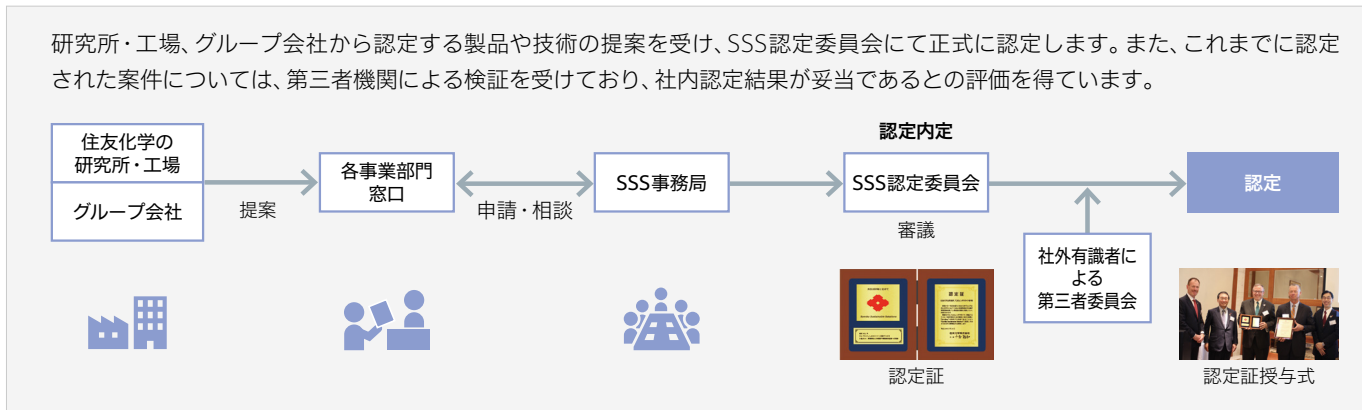 研究所・工場、グループ会社から認定する製品や技術の提案を受け、SSS認定委員会にて正式に認定します。また、これまでに認定
された案件については、第三者機関による検証を受けており、社内認定結果が妥当であるとの評価を得ています。
住友化学の
研究所・工場
グループ会社
提案
各事業部門
窓口
申請・相談
SSS事務局
認定内定
SSS認定委員会
審議
社外有識者に
よる
第三者委員会
認定
認定証
認定証授与式